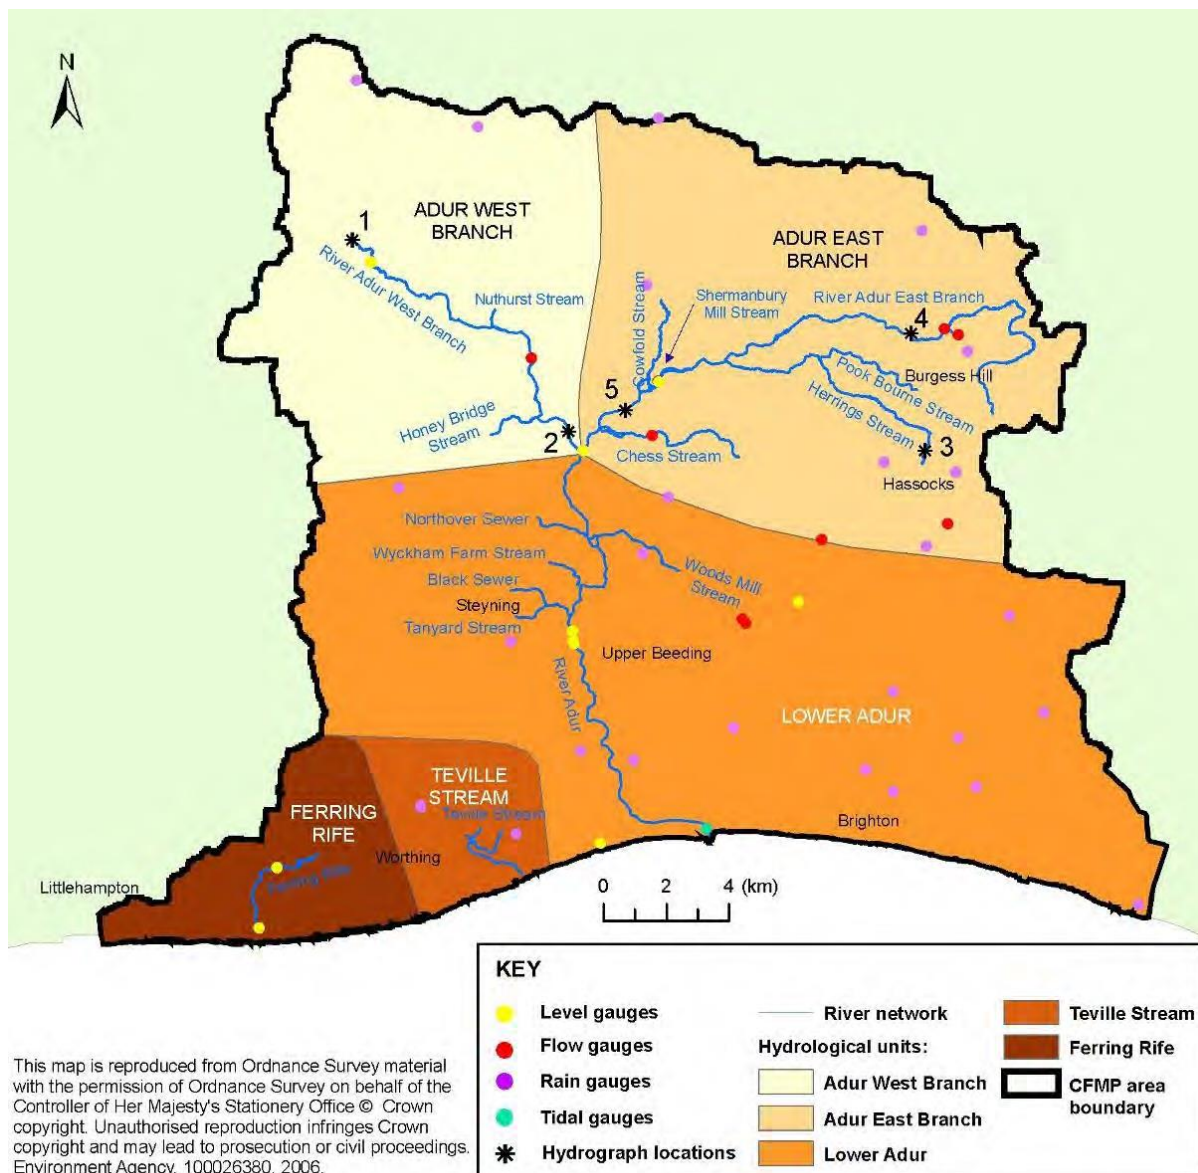 N
ADUR WEST
BRANCH
1
River Adur West Branch
Nuthurst Stream
Honey Bridge
Stream
2
ADUR EAST
BRANCH
Cowfold Stream
Shermanbury
Mill Stream
River Adur East Branch
4
5
Burgess Hill
Pook Bourne Stream
Herrings Stream
3
Chess Stream
Hassocks
Northover Sewer
Wyckham Farm Stream
Black Sewer
Steyning
Tanyard Stream
Woods Mill
Stream
Upper Beeding
River Adur
LOWER ADUR
TEVILLE
STREAM
Teville Stream
FERRING
RIFE
Worthing
Ferring Rife
Brighton
Littlehampton
0 2 4 (km)
KEY
Level gauges
Flow gauges
Rain gauges
Tidal gauges
Hydrograph locations
River network
Hydrological units:
Adur West Branch
Adur East Branch
Lower Adur
Teville Stream
Ferring Rife
CFMP area
boundary
This map is reproduced from Ordnance Survey material
with the permission of Ordnance Survey on behalf of the
Controller of Her Majesty's Stationery Office © Crown
copyright. Unauthorised reproduction infringes Crown
copyright and may lead to prosecution or civil proceedings.
Environment Agency, 100026380, 2006.